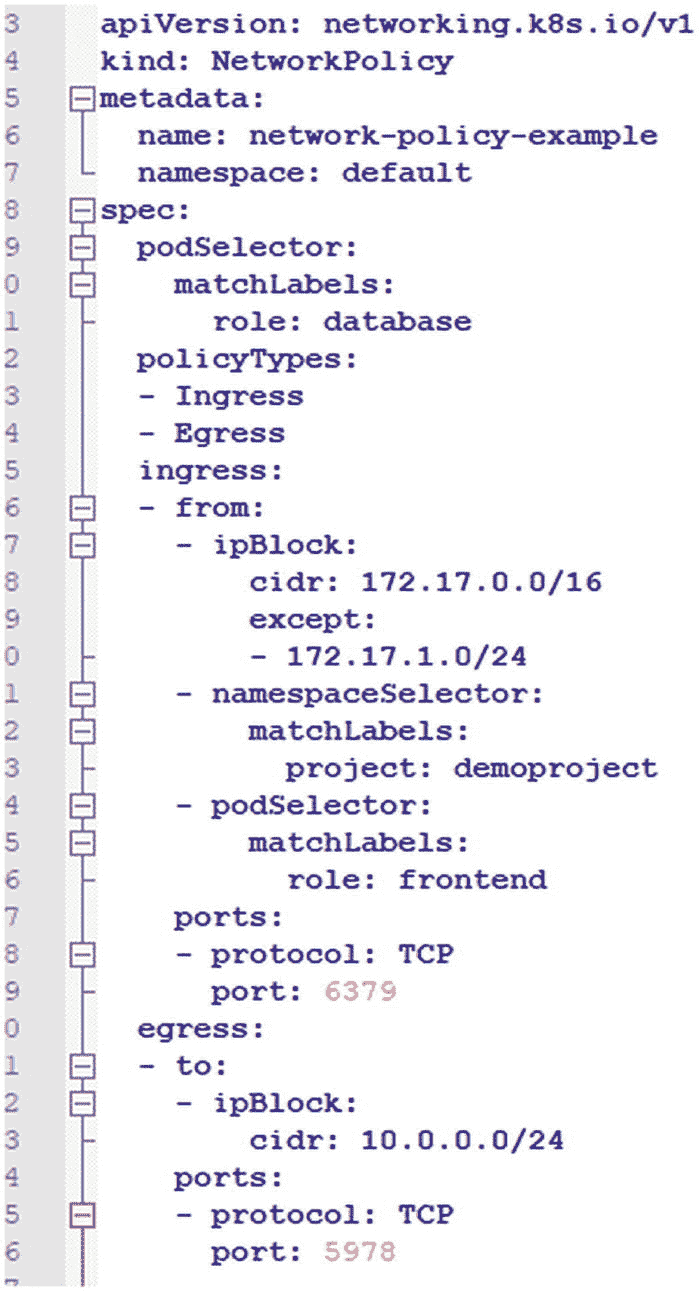 3 apiVersion: networking.k8s.io/v1
4 kind: NetworkPolicy
5 metadata:
6 name: network-policy-example
7 namespace: default
8 spec:
9 podSelector:
0 matchLabels:
1 role: database
2 policyTypes:
3 - Ingress
4 - Egress
5 ingress:
6 - from:
7 - ipBlock:
8 cidr: 172.17.0.0/16
9 except:
0 - 172.17.1.0/24
1 - namespaceSelector:
2 matchLabels:
3 project: demoproject
4 - podSelector:
5 matchLabels:
6 role: frontend
7 ports:
8 - protocol: TCP
9 port: 6379
0 egress:
1 - to:
2 - ipBlock:
3 cidr: 10.0.0.0/24
4 ports:
5 - protocol: TCP
6 port: 5978